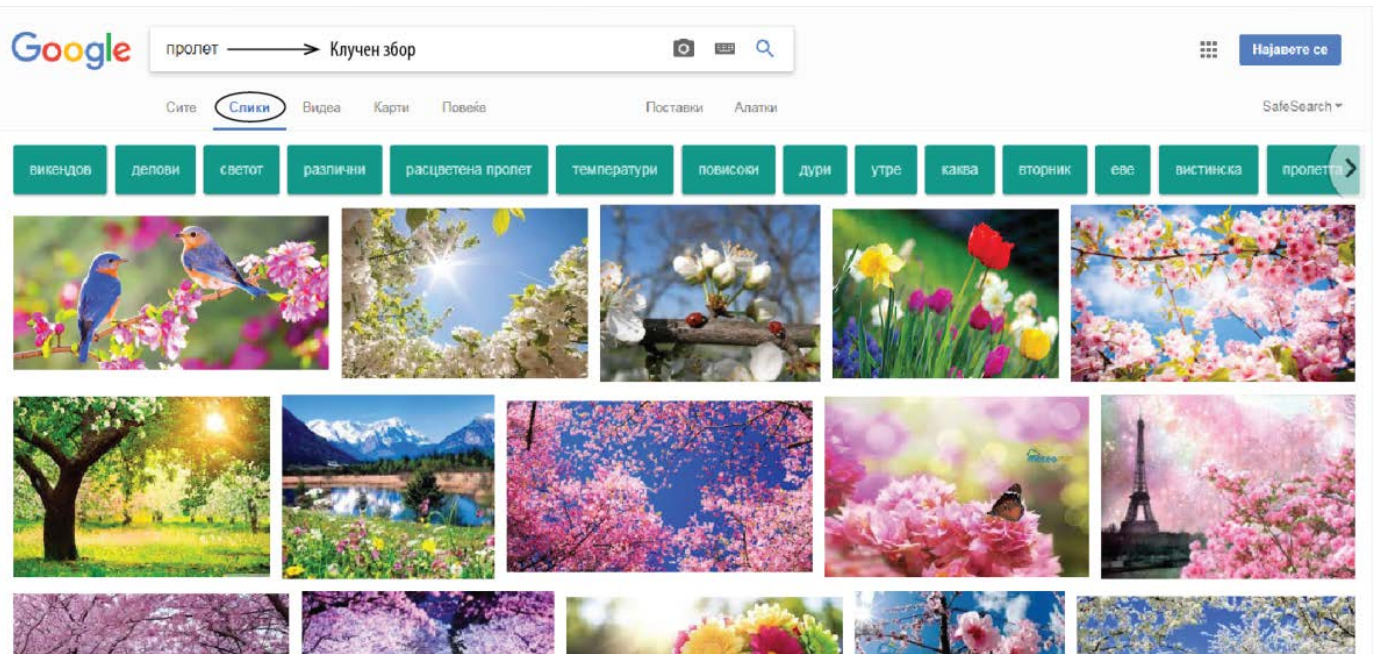 Google пролет Клучен збор Најавете се
Сите Слики Видеа Карти Повеќе Поставки Алатки SafeSearch
викендов делови светот различни расцветена пролет температури повисоки дури утре каква вторник еве вистинска пролетта
meteo